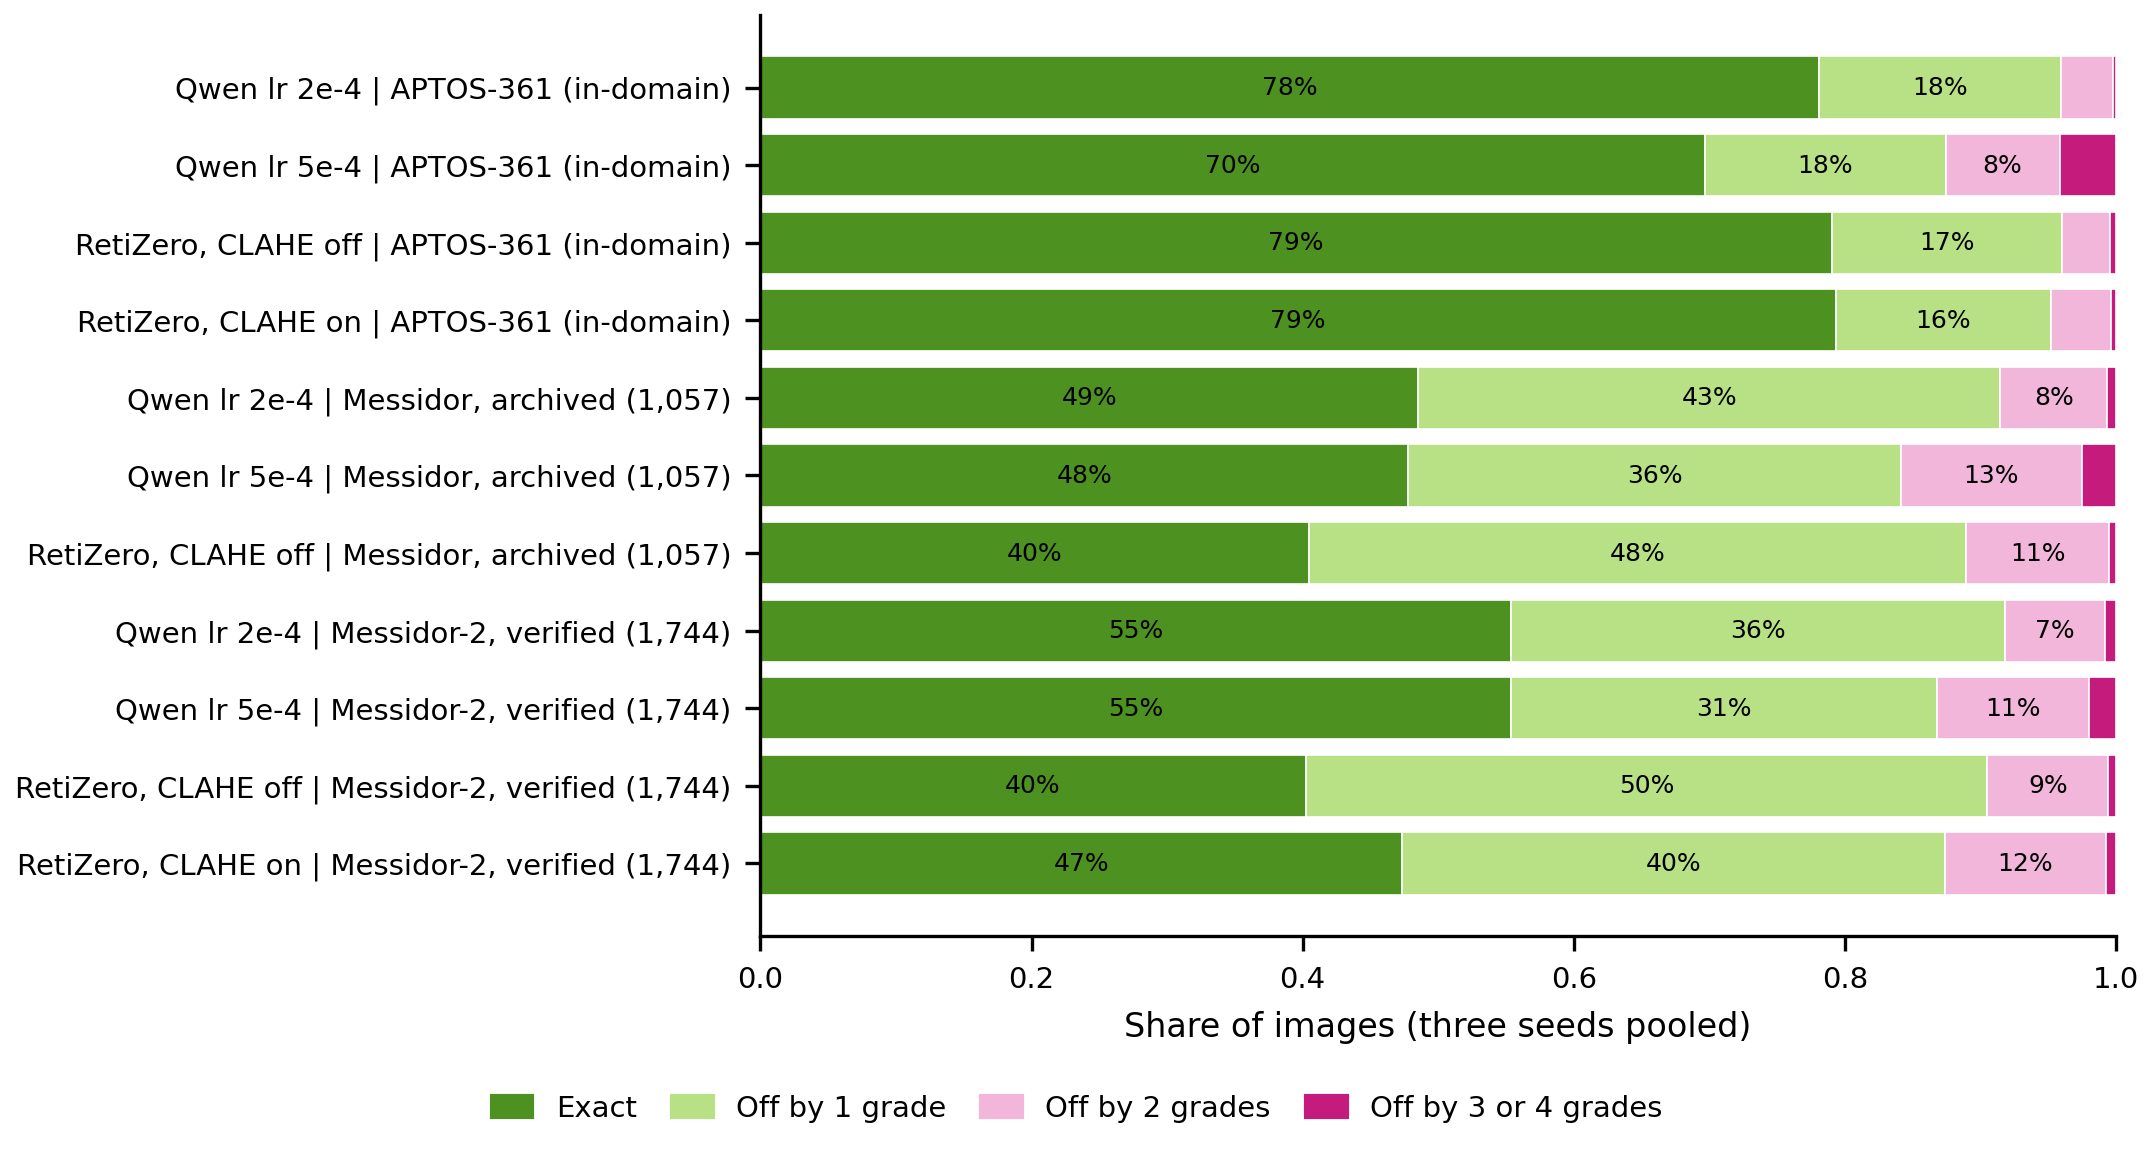 Qwen lr 2e-4 | APTOS-361 (in-domain) 78% 18%
Qwen lr 5e-4 | APTOS-361 (in-domain) 70% 18% 8%
RetiZero, CLAHE off | APTOS-361 (in-domain) 79% 17%
RetiZero, CLAHE on | APTOS-361 (in-domain) 79% 16%
Qwen lr 2e-4 | Messidor, archived (1,057) 49% 43% 8%
Qwen lr 5e-4 | Messidor, archived (1,057) 48% 36% 13%
RetiZero, CLAHE off | Messidor, archived (1,057) 40% 48% 11%
Qwen lr 2e-4 | Messidor-2, verified (1,744) 55% 36% 7%
Qwen lr 5e-4 | Messidor-2, verified (1,744) 55% 31% 11%
RetiZero, CLAHE off | Messidor-2, verified (1,744) 40% 50% 9%
RetiZero, CLAHE on | Messidor-2, verified (1,744) 47% 40% 12%
0.0 0.2 0.4 0.6 0.8 1.0
Share of images (three seeds pooled)
Exact Off by 1 grade Off by 2 grades Off by 3 or 4 grades